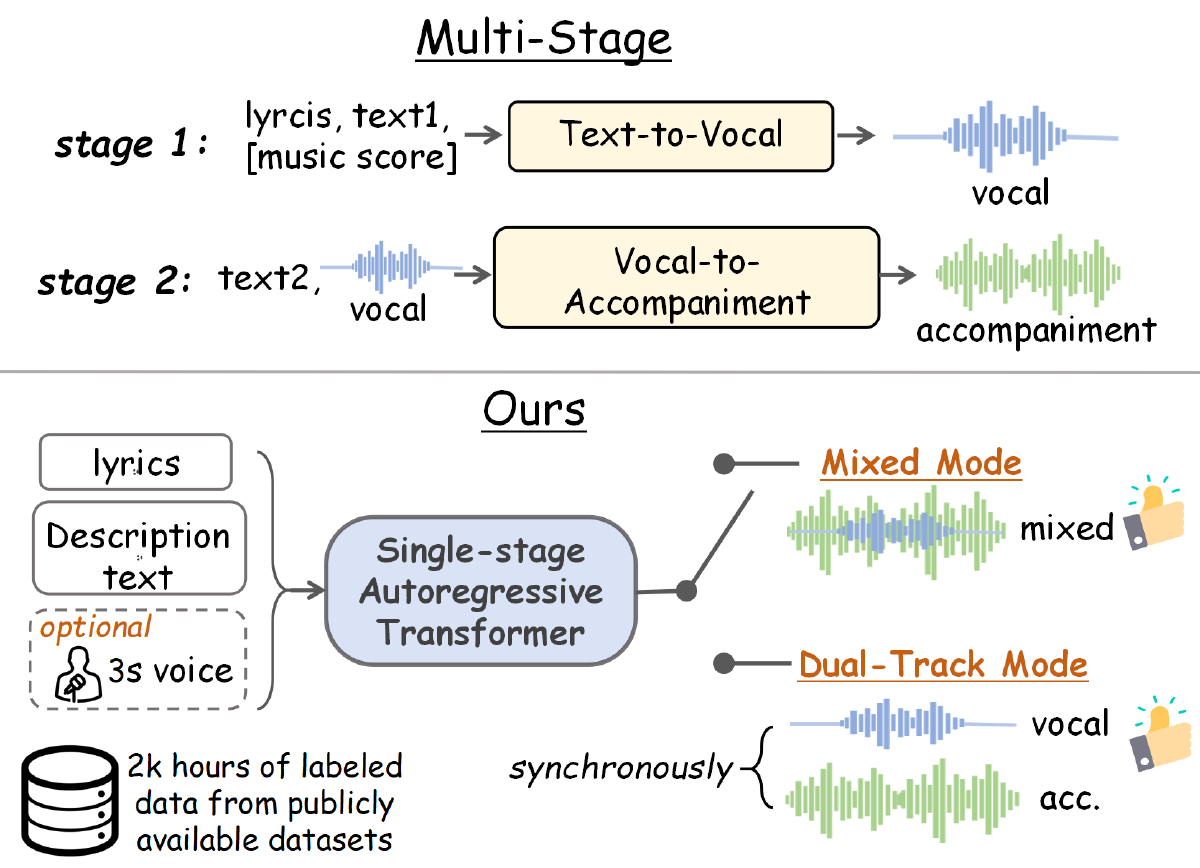 Multi-Stage
stage 1:
lyrcis, text1,
[music score]
Text-to-Vocal
vocal
stage 2:
text2,
vocal
Vocal-to-
Accompaniment
accompaniment
Ours
lyrics
Description
text
optional
3s voice
Single-stage
Autoregressive
Transformer
Mixed Mode
mixed
Dual-Track Mode
vocal
synchronously
acc.
2k hours of labeled
data from publicly
available datasets